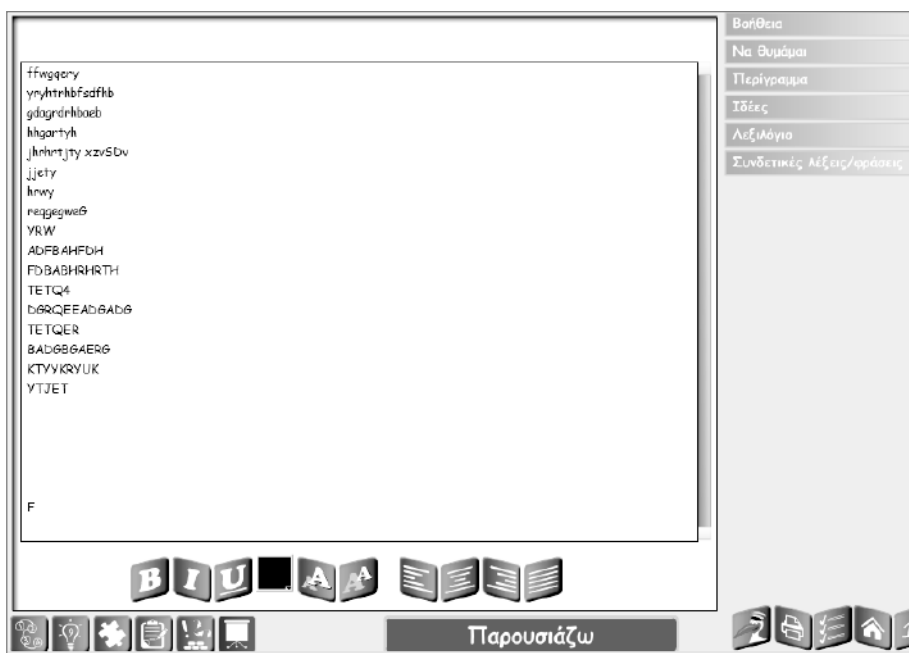 ffwgqery
yryhtrhbfsdfhb
gdagrdrhbaeb
hhgartyh
jhrhrtjty xzvSDv
jjety
hrwy
reqgegweG
YRW
ADFBAHFDH
FDBABHRHRTH
TETQ4
DGRQEEADGADG
TETQER
BADGBGAERG
KTYYKRYUK
YTJET
F
B I U A A A
Παρουσιάζω
Βοήθεια
Να θυμάμαι
Περίγραμμα
Ιδέες
Λεξιλόγιο
Συνδετικές λέξεις/φράσεις